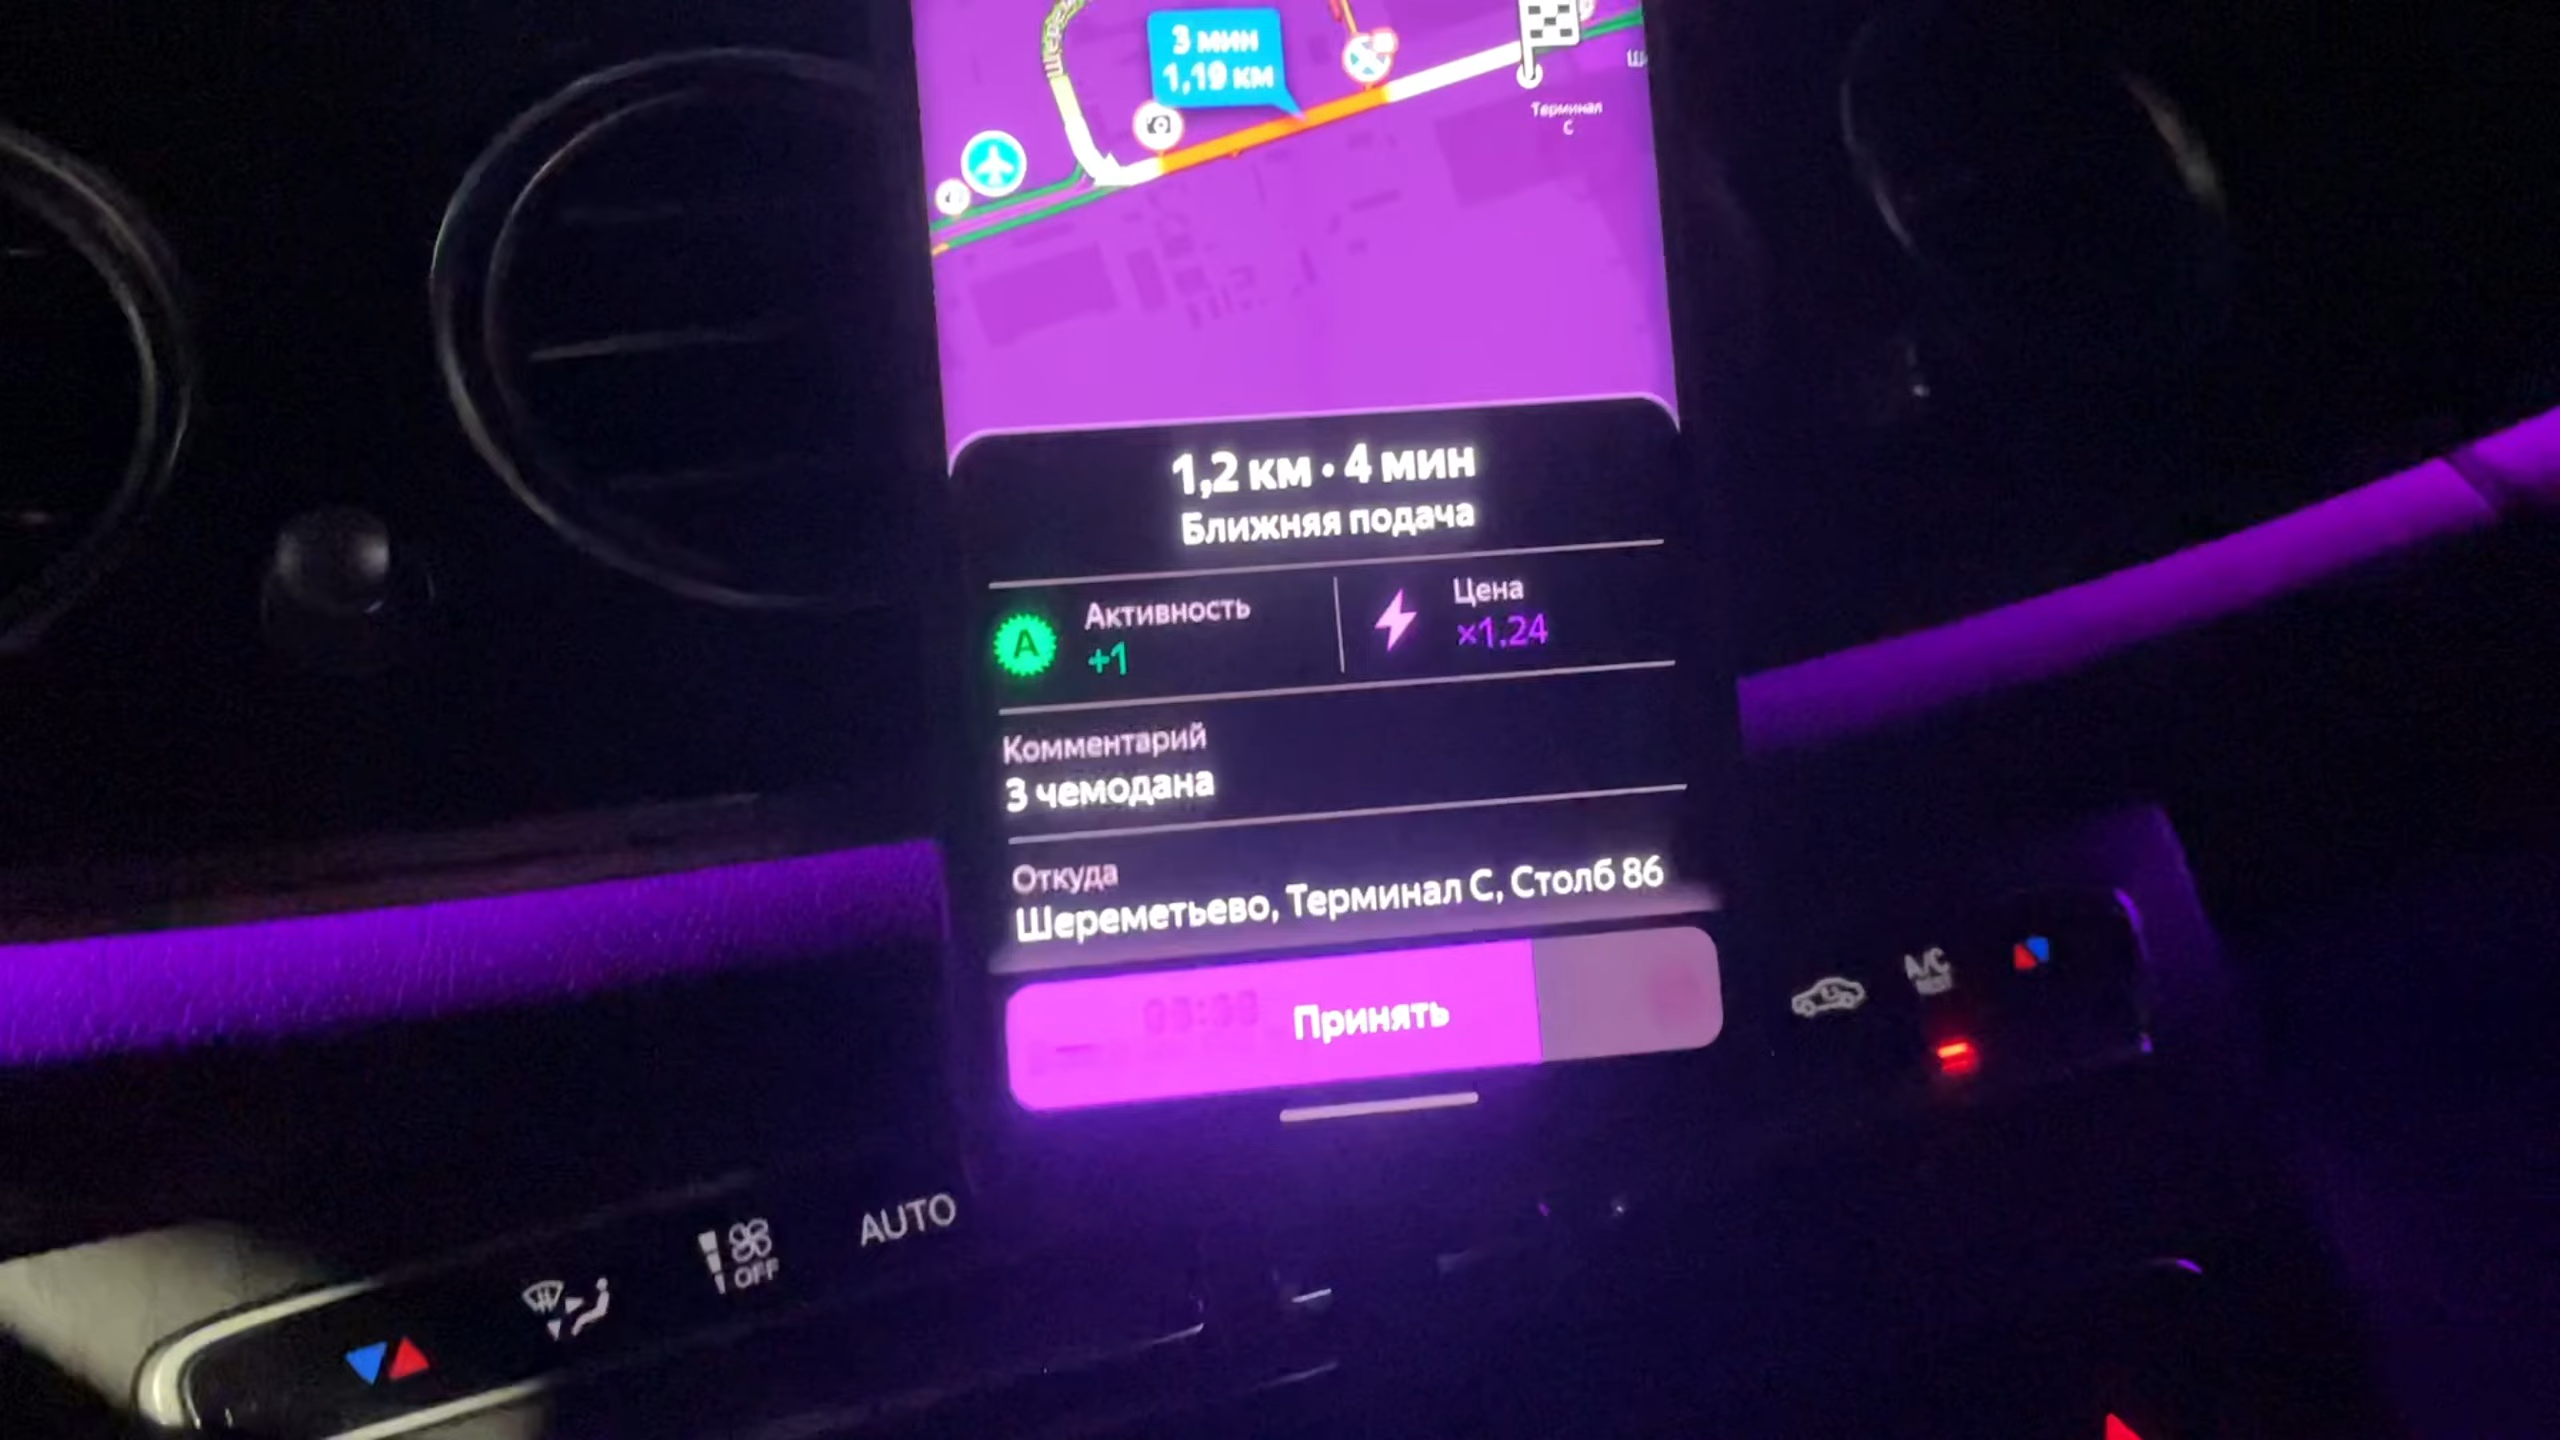 3 мин
1,19 км
Терминал
С
1,2 км • 4 мин
Ближняя подача
Активность
+1
Цена
×1.24
Комментарий
3 чемодана
Откуда
Шереметьево, Терминал С, Столб 86
Принять
A/C
REST
OFF
AUTO